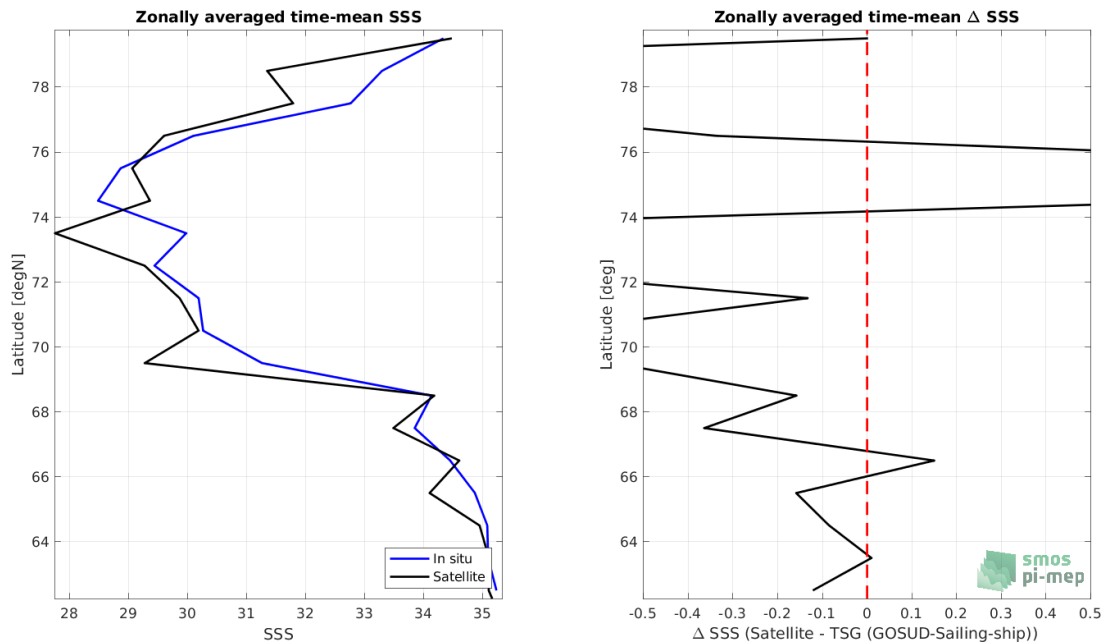 Zonally averaged time-mean SSS
Latitude [degN]
78
76
74
72
70
68
66
64
28 29 30 31 32 33 34 35
SSS
In situ
Satellite
Zonally averaged time-mean Δ SSS
Latitude [deg]
78
76
74
72
70
68
66
64
-0.5 -0.4 -0.3 -0.2 -0.1 0 0.1 0.2 0.3 0.4 0.5
Δ SSS (Satellite - TSG (GOSUD-Sailing-ship))
smos
pi-mep